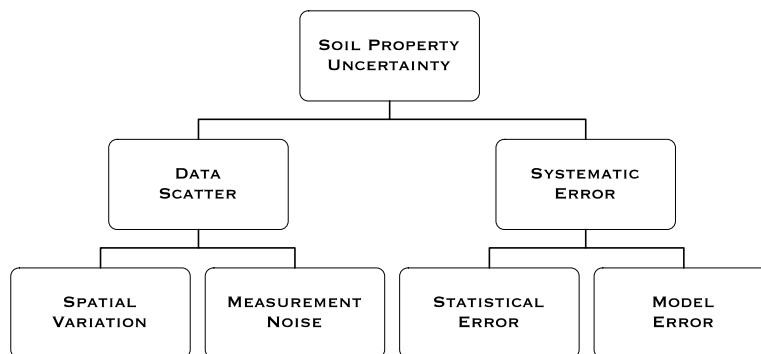 SOIL PROPERTY
UNCERTAINTY
DATA
SCATTER
SYSTEMATIC
ERROR
SPATIAL
VARIATION
MEASUREMENT
NOISE
STATISTICAL
ERROR
MODEL
ERROR